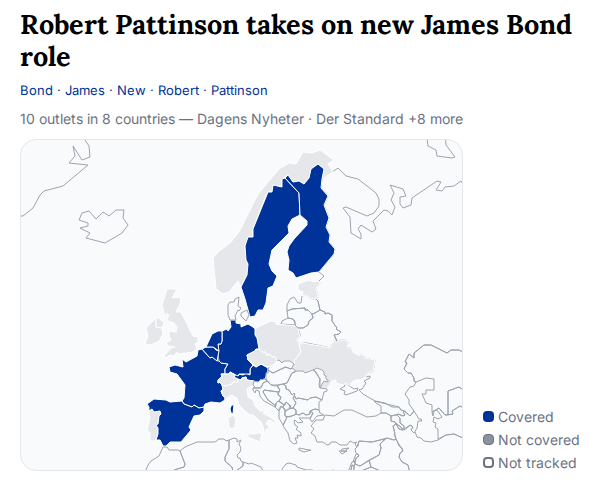 Robert Pattinson takes on new James Bond
role
Bond · James · New · Robert · Pattinson
10 outlets in 8 countries — Dagens Nyheter · Der Standard +8 more
Covered
Not covered
Not tracked